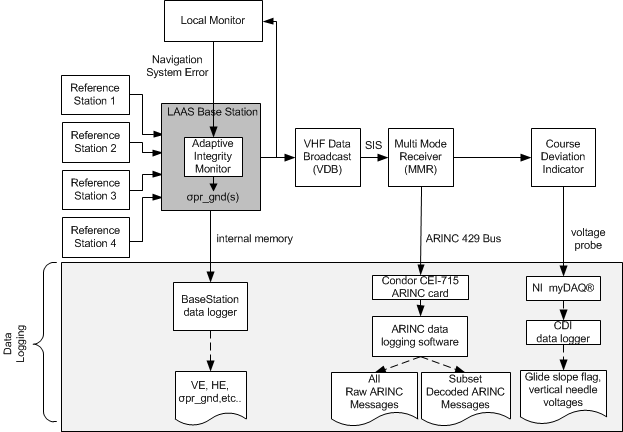 Local Monitor
Navigation
System Error
Reference
Station 1
Reference
Station 2
Reference
Station 3
Reference
Station 4
LAAS Base Station
Adaptive
Integrity
Monitor
σpr_gnd(s)
VHF Data
Broadcast
(VDB)
SIS
Multi Mode
Receiver
(MMR)
Course
Deviation
Indicator
internal memory
ARINC 429 Bus
voltage
probe
Data
Logging
BaseStation
data logger
VE, HE,
σpr_gnd,etc..
Condor CEI-715
ARINC card
ARINC data
logging software
All
Raw ARINC
Messages
Subset
Decoded ARINC
Messages
NI myDAQ®
CDI
data logger
Glide slope flag,
vertical needle
voltages